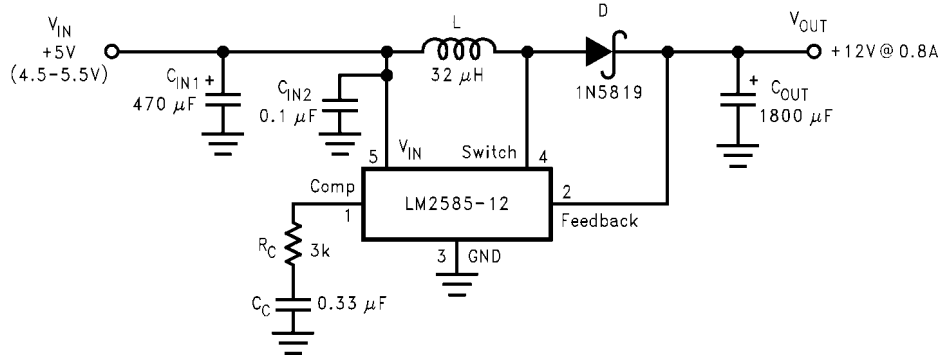 V_IN
+5V
(4.5–5.5V)
L
32 μH
D
1N5819
V_OUT
+12V @ 0.8A
C_IN1 +
470 μF
C_IN2
0.1 μF
+
C_OUT
1800 μF
5
V_IN
Switch
4
Comp
1
LM2585-12
2
Feedback
3
GND
R_C
3k
C_C
0.33 μF